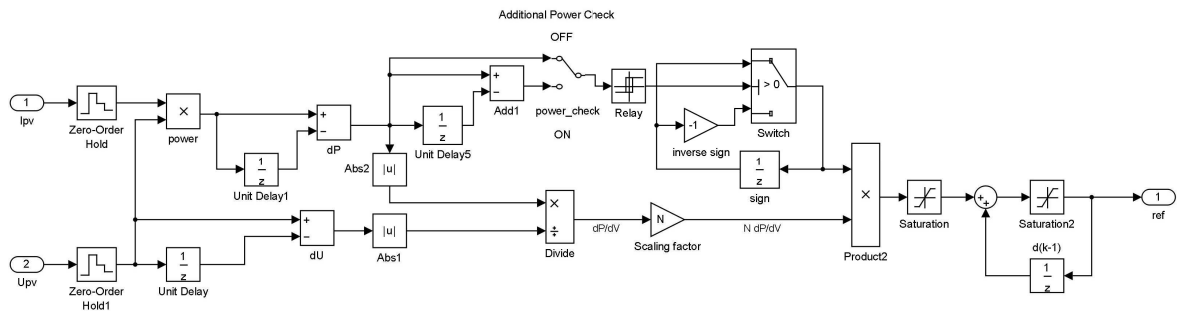 Additional Power Check
OFF
power_check
ON
1
Ipv
Zero-Order
Hold
×
power
1
z
Unit Delay1
+
−
dP
1
z
Unit Delay5
+
−
Add1
Relay
> 0
Switch
-1
inverse sign
1
z
sign
Abs2
|u|
2
Upv
Zero-Order
Hold1
1
z
Unit Delay
+
−
dU
|u|
Abs1
×
÷
Divide
dP/dV
N
Scaling factor
N dP/dV
×
Product2
Saturation
+
+
Saturation2
d(k-1)
1
z
1
ref